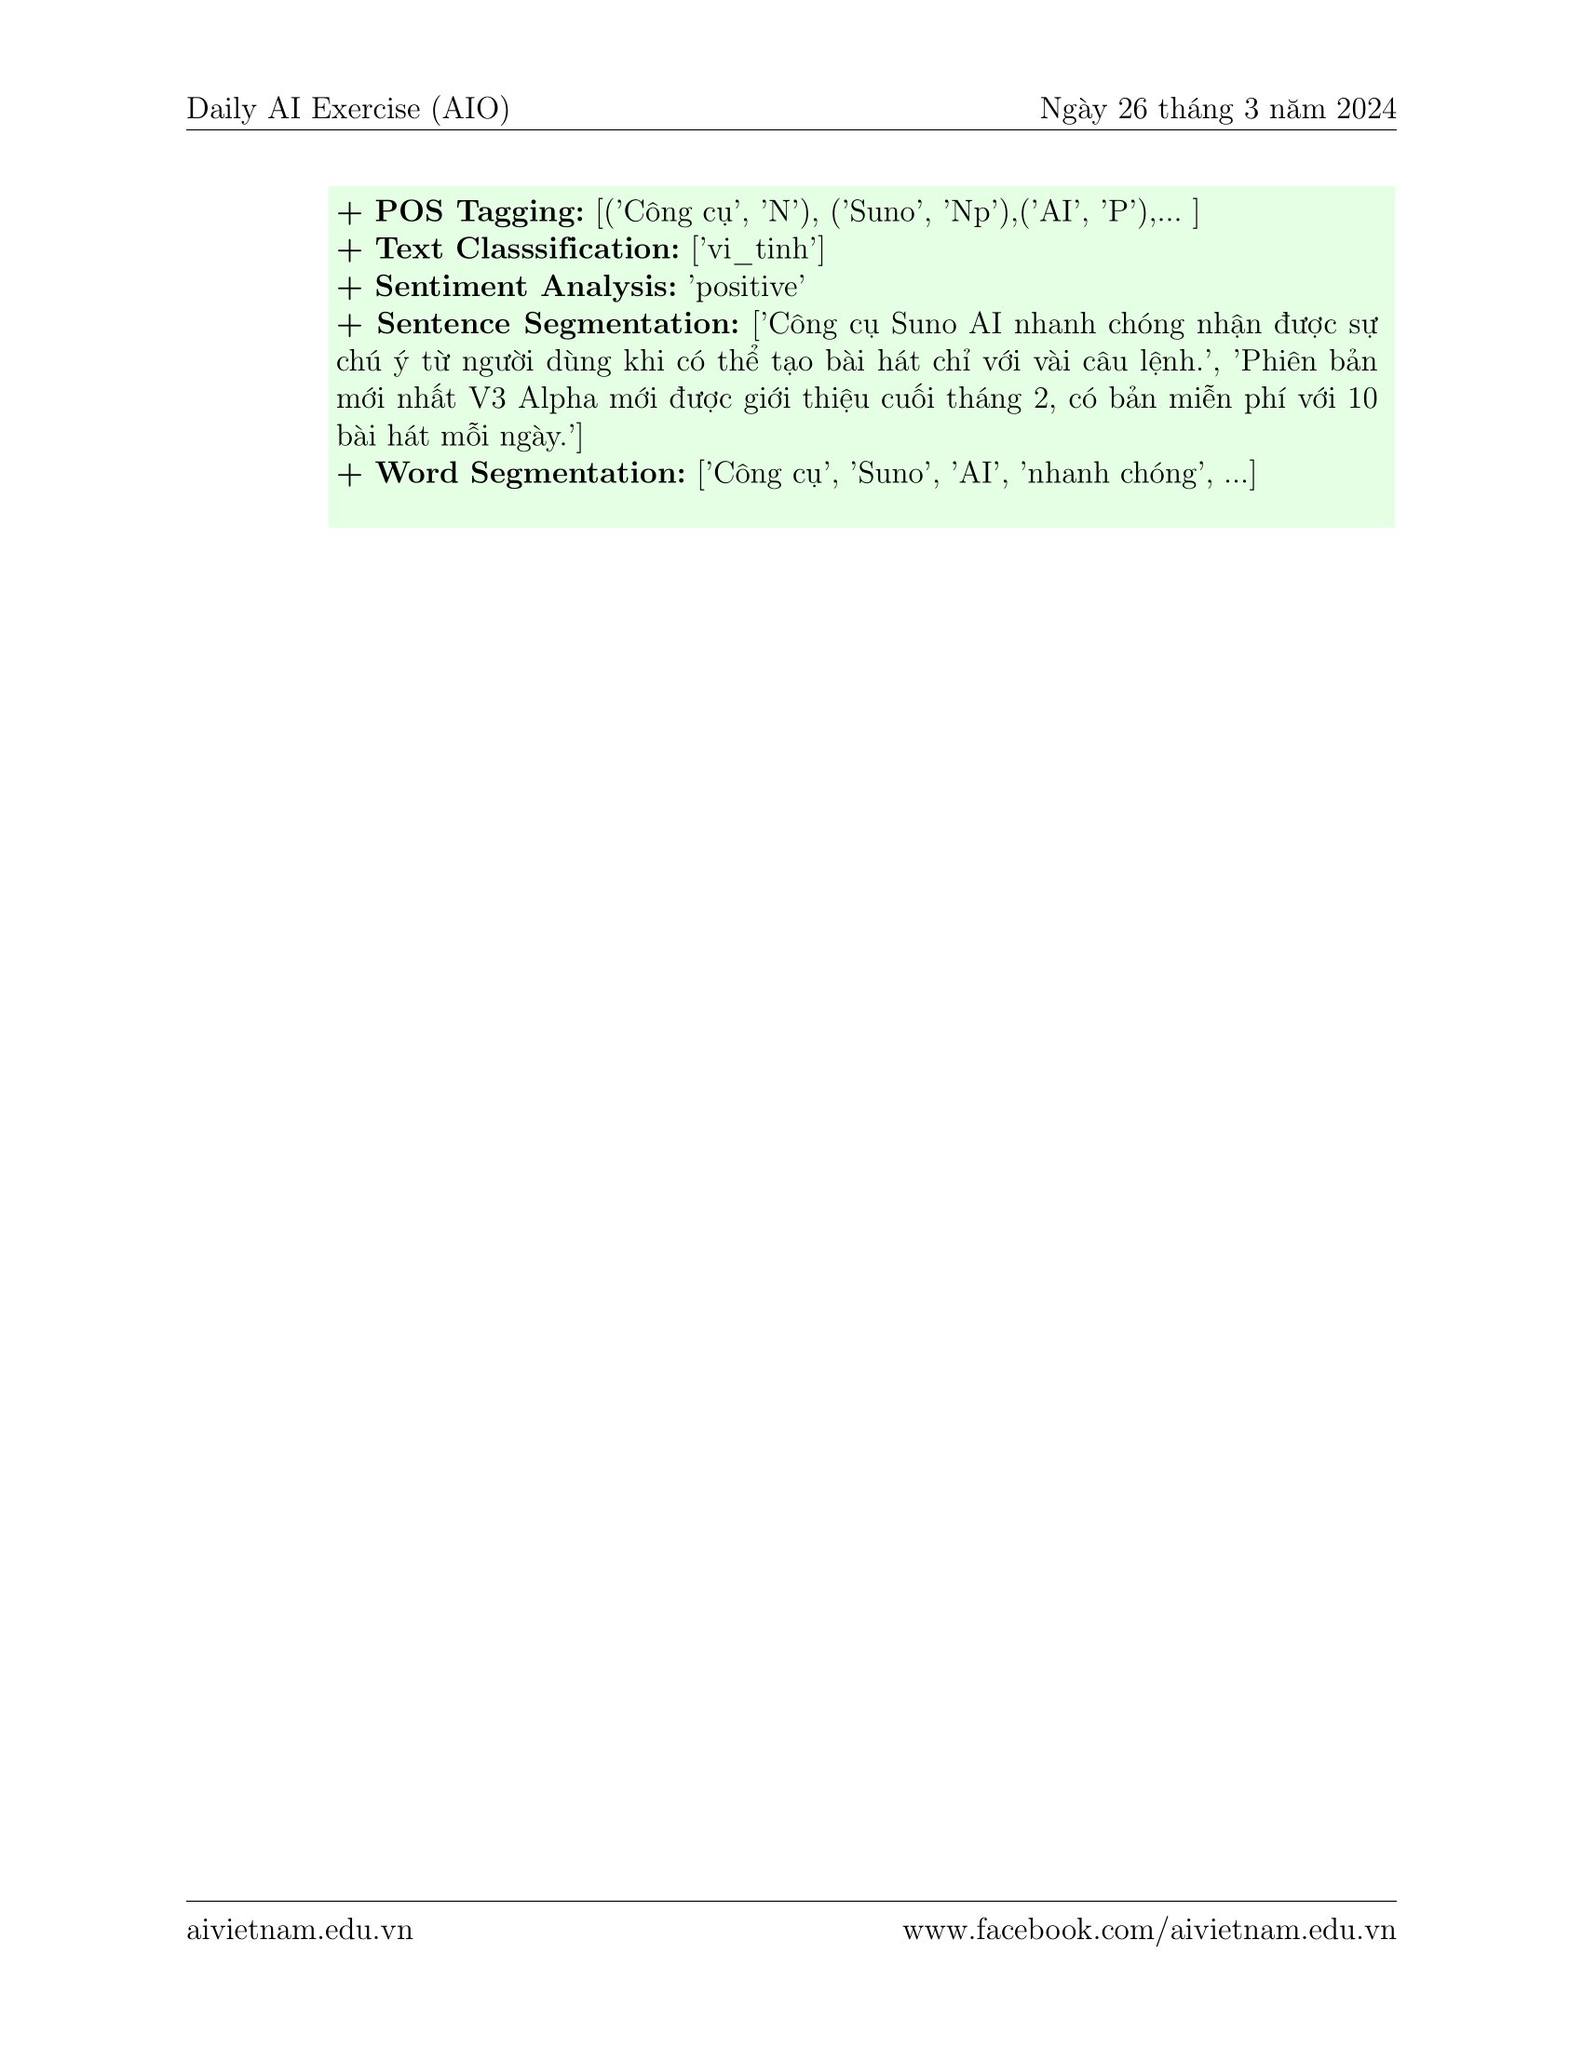 Daily AI Exercise (AIO)
Ngày 26 tháng 3 năm 2024
+ POS Tagging: [('Công cụ', 'N'), ('Suno', 'Np'),('AI', 'P'),... ]
+ Text Classsification: ['vi_tinh']
+ Sentiment Analysis: 'positive'
+ Sentence Segmentation: ['Công cụ Suno AI nhanh chóng nhận được sự
chú ý từ người dùng khi có thể tạo bài hát chỉ với vài câu lệnh.', 'Phiên bản
mới nhất V3 Alpha mới được giới thiệu cuối tháng 2, có bản miễn phí với 10
bài hát mỗi ngày.']
+ Word Segmentation: ['Công cụ', 'Suno', 'AI', 'nhanh chóng', ...]
aivietnam.edu.vn
www.facebook.com/aivietnam.edu.vn